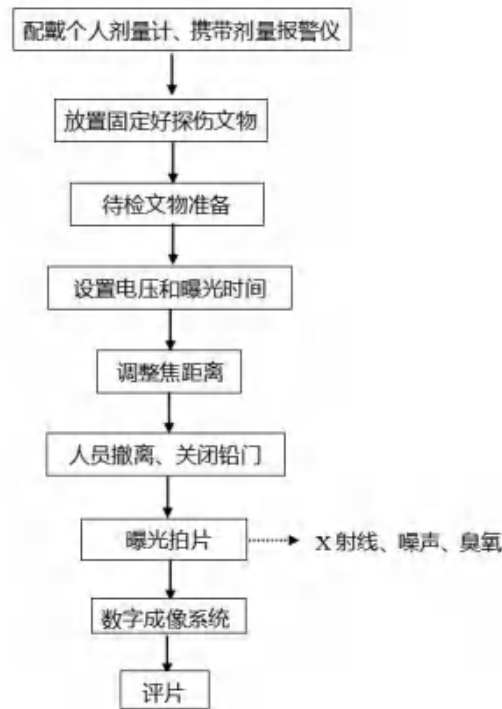 配戴个人剂量计、携带剂量报警仪
放置固定好探伤文物
待检文物准备
设置电压和曝光时间
调整焦距离
人员撤离、关闭铅门
曝光拍片
X 射线、噪声、臭氧
数字成像系统
评片